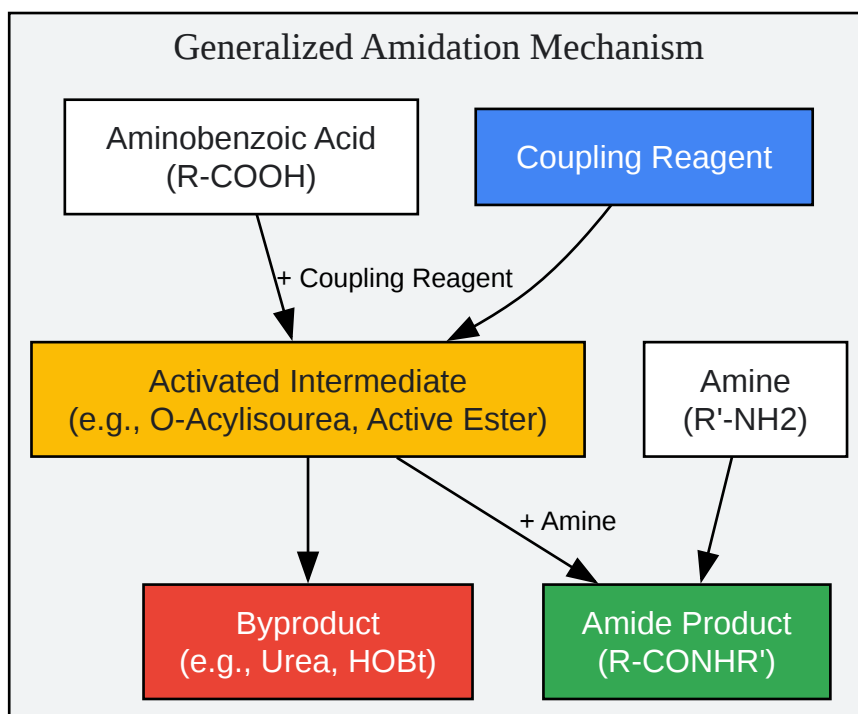 Generalized Amidation Mechanism
Aminobenzoic Acid
(R-COOH)
Coupling Reagent
+ Coupling Reagent
Activated Intermediate
(e.g., O-Acylisourea, Active Ester)
Amine
(R'-NH2)
+ Amine
Byproduct
(e.g., Urea, HOBt)
Amide Product
(R-CONHR')